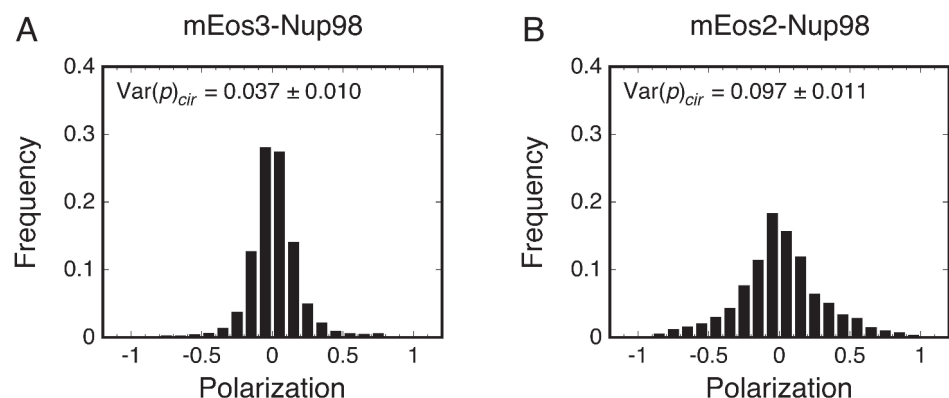 A
mEos3-Nup98
Var(p)cir = 0.037 ± 0.010
0.4
0.3
0.2
0.1
0
Frequency
-1 -0.5 0 0.5 1
Polarization
B
mEos2-Nup98
Var(p)cir = 0.097 ± 0.011
0.4
0.3
0.2
0.1
0
Frequency
-1 -0.5 0 0.5 1
Polarization